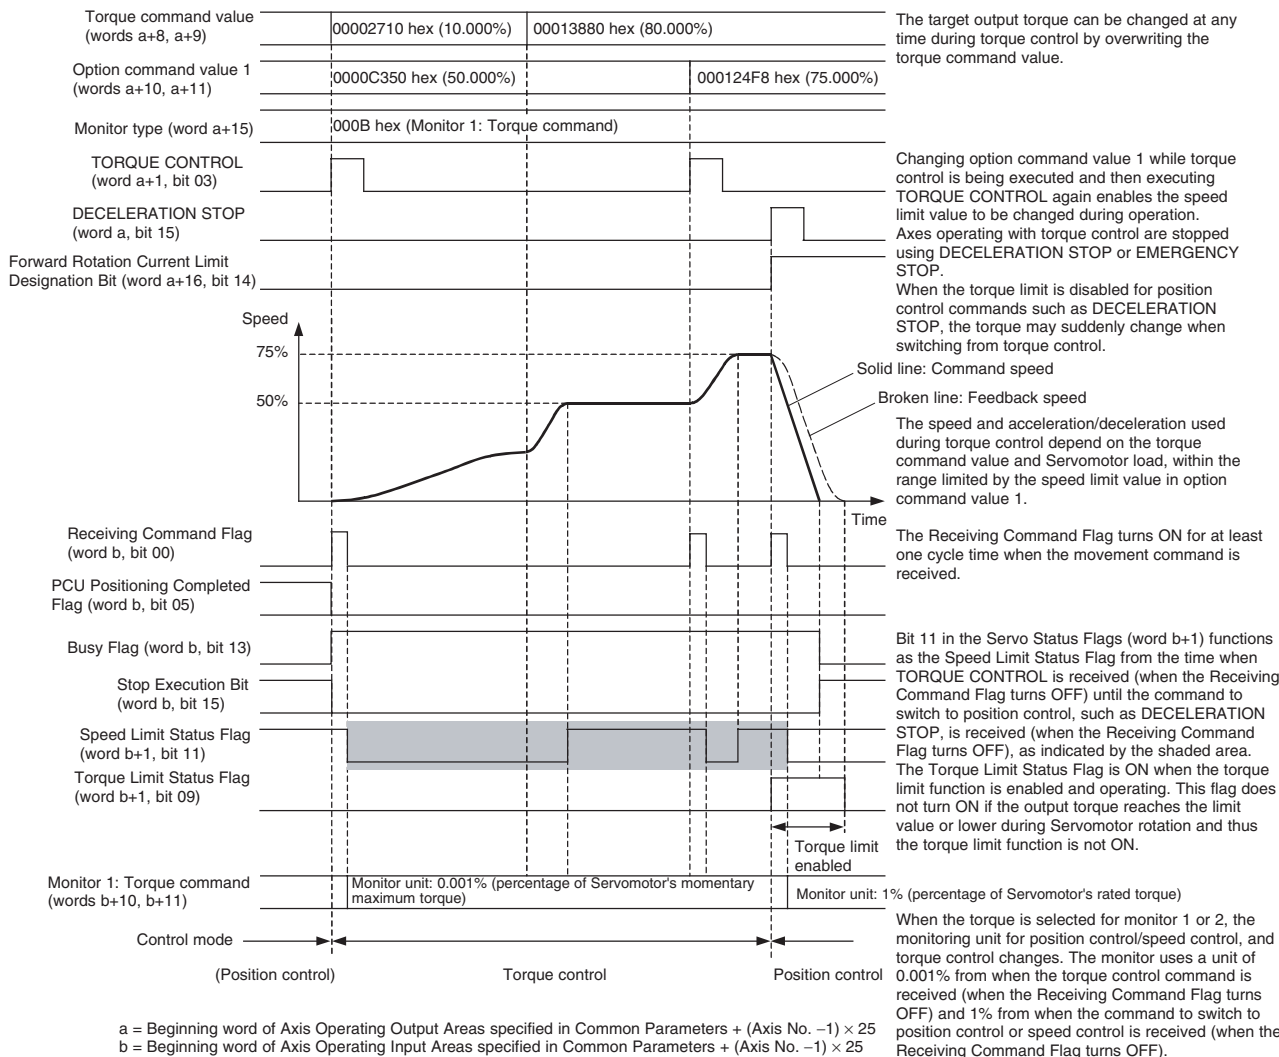 Torque command value
(words a+8, a+9)
00002710 hex (10.000%)
00013880 hex (80.000%)
The target output torque can be changed at any
time during torque control by overwriting the
torque command value.
Option command value 1
(words a+10, a+11)
0000C350 hex (50.000%)
000124F8 hex (75.000%)
Monitor type (word a+15)
000B hex (Monitor 1: Torque command)
TORQUE CONTROL
(word a+1, bit 03)
DECELERATION STOP
(word a, bit 15)
Forward Rotation Current Limit
Designation Bit (word a+16, bit 14)
Changing option command value 1 while torque
control is being executed and then executing
TORQUE CONTROL again enables the speed
limit value to be changed during operation.
Axes operating with torque control are stopped
using DECELERATION STOP or EMERGENCY
STOP.
When the torque limit is disabled for position
control commands such as DECELERATION
STOP, the torque may suddenly change when
switching from torque control.
Speed
75%
50%
Solid line: Command speed
Broken line: Feedback speed
The speed and acceleration/deceleration used
during torque control depend on the torque
command value and Servomotor load, within the
range limited by the speed limit value in option
command value 1.
Time
Receiving Command Flag
(word b, bit 00)
The Receiving Command Flag turns ON for at least
one cycle time when the movement command is
received.
PCU Positioning Completed
Flag (word b, bit 05)
Busy Flag (word b, bit 13)
Stop Execution Bit
(word b, bit 15)
Speed Limit Status Flag
(word b+1, bit 11)
Torque Limit Status Flag
(word b+1, bit 09)
Bit 11 in the Servo Status Flags (word b+1) functions
as the Speed Limit Status Flag from the time when
TORQUE CONTROL is received (when the Receiving
Command Flag turns OFF) until the command to
switch to position control, such as DECELERATION
STOP, is received (when the Receiving Command
Flag turns OFF), as indicated by the shaded area.
The Torque Limit Status Flag is ON when the torque
limit function is enabled and operating. This flag does
not turn ON if the output torque reaches the limit
value or lower during Servomotor rotation and thus
the torque limit function is not ON.
Torque limit
enabled
Monitor 1: Torque command
(words b+10, b+11)
Monitor unit: 0.001% (percentage of Servomotor's momentary
maximum torque)
Monitor unit: 1% (percentage of Servomotor's rated torque)
Control mode
(Position control)
Torque control
Position control
When the torque is selected for monitor 1 or 2, the
monitoring unit for position control/speed control, and
torque control changes. The monitor uses a unit of
0.001% from when the torque control command is
received (when the Receiving Command Flag turns
OFF) and 1% from when the command to switch to
position control or speed control is received (when the
Receiving Command Flag turns OFF).
a = Beginning word of Axis Operating Output Areas specified in Common Parameters + (Axis No. −1) × 25
b = Beginning word of Axis Operating Input Areas specified in Common Parameters + (Axis No. −1) × 25